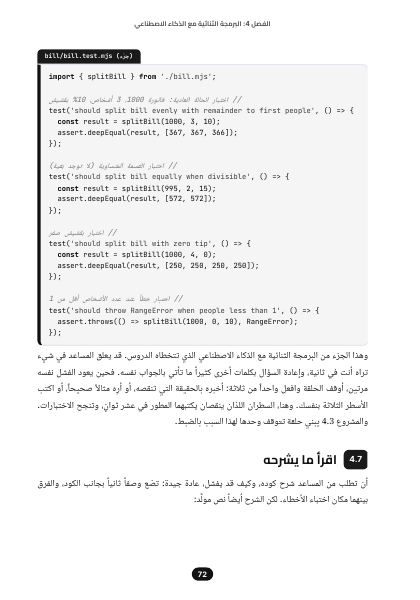 الفصل 4: البرمجة الثنائية مع الذكاء الاصطناعي
bill/bill.test.mjs (جزء)
import { splitBill } from './bill.mjs';
// اختبار الحالة العادية: فاتورة 1000، 3 أشخاص، 10% بقشيش
test('should split bill evenly with remainder to first people', () => {
const result = splitBill(1000, 3, 10);
assert.deepEqual(result, [367, 367, 366]);
});
// اختبار القسمة المتساوية (لا توجد بقية)
test('should split bill equally when divisible', () => {
const result = splitBill(995, 2, 15);
assert.deepEqual(result, [572, 572]);
});
// اختبار بقشيش صفر
test('should split bill with zero tip', () => {
const result = splitBill(1000, 4, 0);
assert.deepEqual(result, [250, 250, 250, 250]);
});
// اختبار خطأ عند عدد الأشخاص أقل من 1
test('should throw RangeError when people less than 1', () => {
assert.throws(() => splitBill(1000, 0, 10), RangeError);
});
وهذا الجزء من البرمجة الثنائية مع الذكاء الاصطناعي الذي تتخطاه الدروس. قد يعلق المساعد في شيء
تراه أنت في ثانية، وإعادة السؤال بكلمات أخرى كثيراً ما تأتي بالجواب نفسه. فحين يعود الفشل نفسه
مرتين، أوقف الحلقة وافعل واحداً من ثلاثة: أخبره بالحقيقة التي تنقصه، أو أره مثالاً صحيحاً، أو اكتب
الأسطر الثلاثة بنفسك. وهنا، السطران اللذان ينقصان يكتبهما المطور في عشر ثوانٍ، وتنجح الاختبارات.
والمشروع 4.3 يبني حلقة تتوقف وحدها لهذا السبب بالضبط.
4.7 اقرأ ما يشرحه
أن تطلب من المساعد شرح كوده، وكيف قد يفشل، عادة جيدة: تضع وصفاً ثانياً بجانب الكود، والفرق
بينهما مكان اختباء الأخطاء. لكن الشرح أيضاً نص مولّد:
72